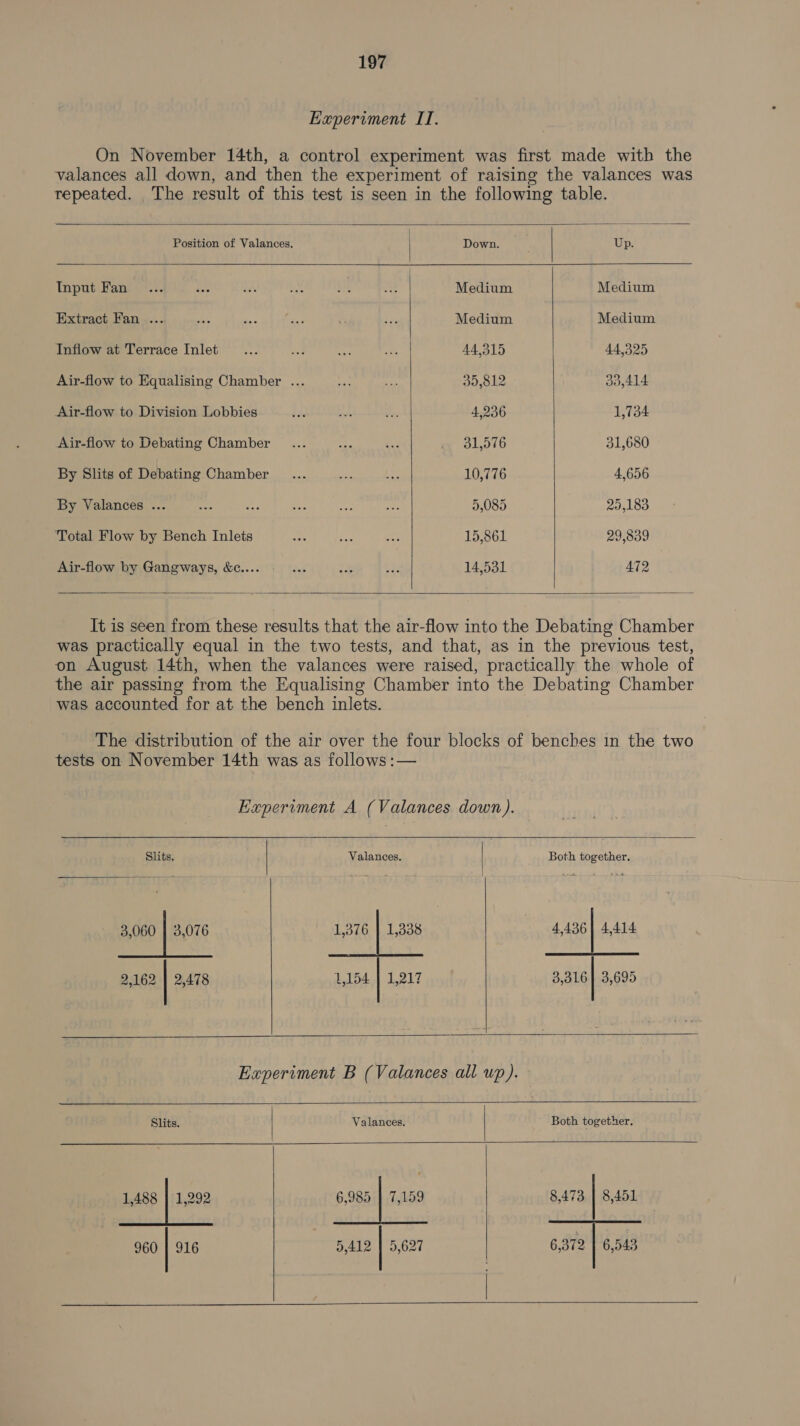 197
Experiment II.
On November 14th, a control experiment was first made with the
valances all down, and then the experiment of raising the valances was
repeated. The result of this test is seen in the following table.
Position of Valances. Down. Up.
Input Fan ... ... ... ... ... ... Medium Medium
Extract Fan ... ... ... ... ... ... Medium Medium
Inflow at Terrace Inlet ... ... ... ... 44,315 44,325
Air-flow to Equalising Chamber ... ... ... 35,812 33,414
Air-flow to Division Lobbies ... ... ... 4,236 1,734
Air-flow to Debating Chamber ... ... ... 31,576 31,680
By Slits of Debating Chamber ... ... ... 10,776 4,656
By Valances ... ... ... ... ... ... 5,085 25,183
Total Flow by Bench Inlets ... ... ... 15,861 29,839
Air-flow by Gangways, &c.... ... ... ... 14,531 472
It is seen from these results that the air-flow into the Debating Chamber
was practically equal in the two tests, and that, as in the previous test,
on August 14th, when the valances were raised, practically the whole of
the air passing from the Equalising Chamber into the Debating Chamber
was accounted for at the bench inlets.
The distribution of the air over the four blocks of benches in the two
tests on November 14th was as follows:—
Experiment A (Valances down).
Slits. Valances. Both together.
3,060 3,076 1,376 1,338 4,436 4,414
2,162 2,478 1,154 1,217 3,316 3,695
Experiment B (Valances all up).
Slits. Valances. Both together.
1,488 1,292 6,985 7,159 8,473 8,451
960 916 5,412 5,627 6,372 6,543